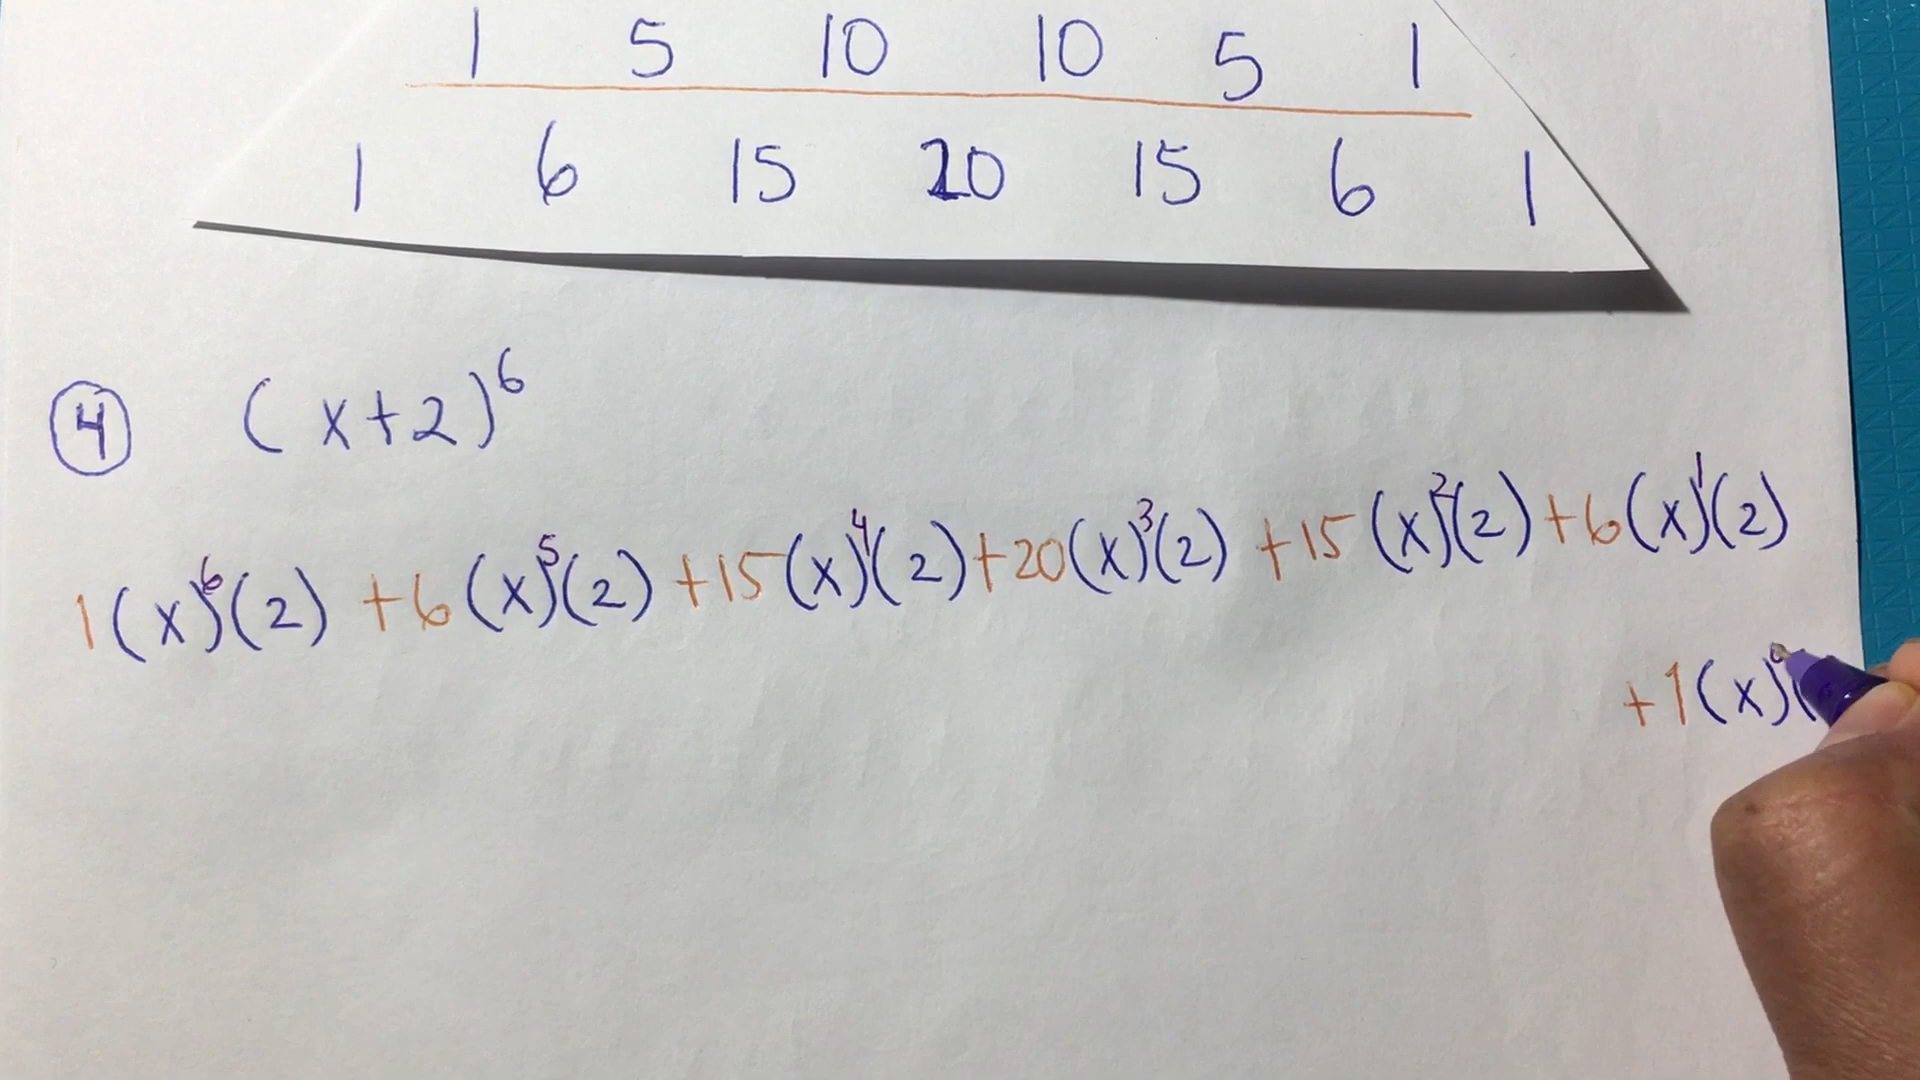 1 5 10 10 5 1
1 6 15 20 15 6 1
④ (x+2)⁶
1(x)⁶(2) +6(x)⁵(2) +15(x)⁴(2)+20(x)³(2) +15(x)²(2)+6(x)¹(2)
+1(x)⁰(